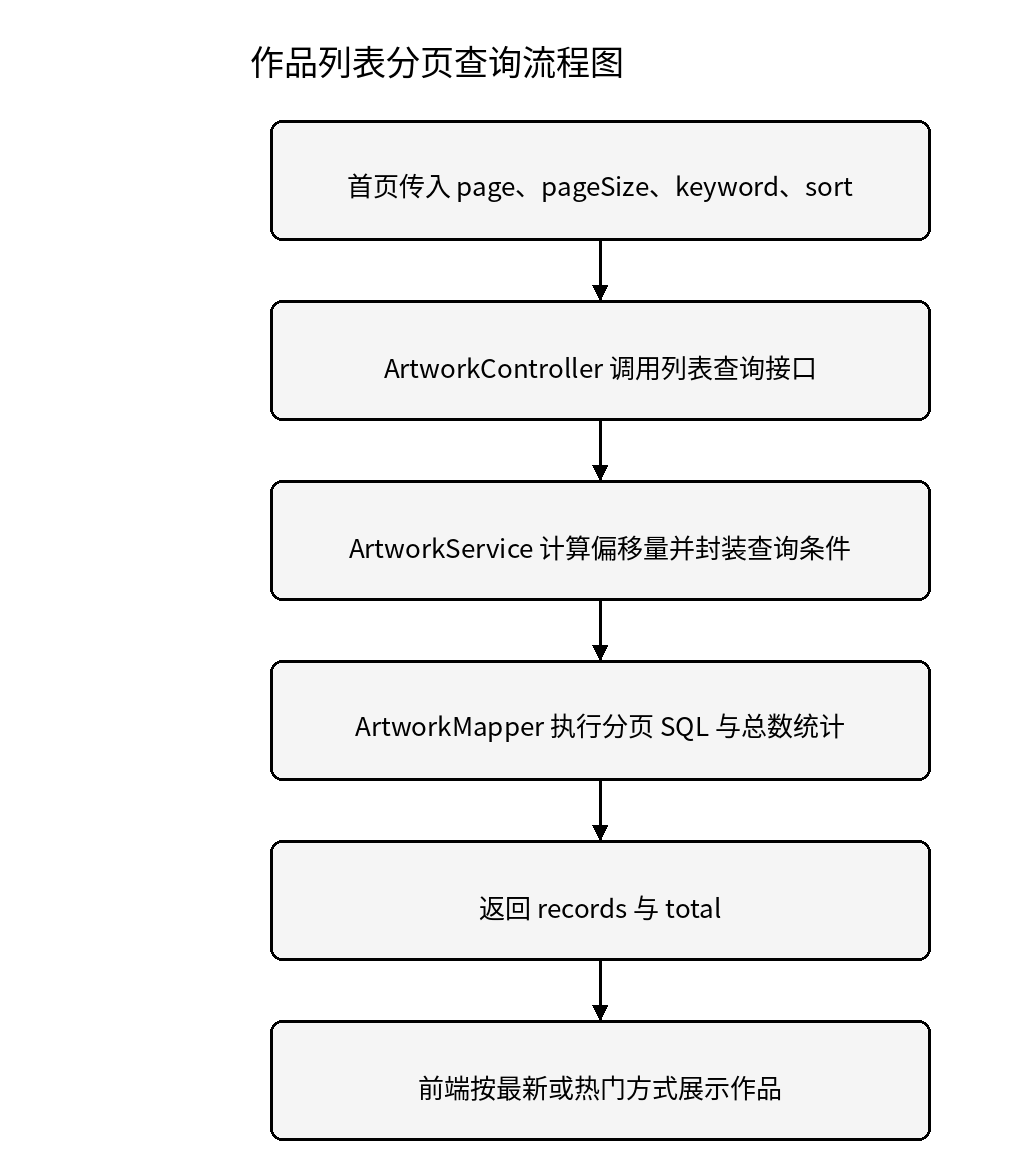 作品列表分页查询流程图
首页传入 page、pageSize、keyword、sort
ArtworkController 调用列表查询接口
ArtworkService 计算偏移量并封装查询条件
ArtworkMapper 执行分页 SQL 与总数统计
返回 records 与 total
前端按最新或热门方式展示作品